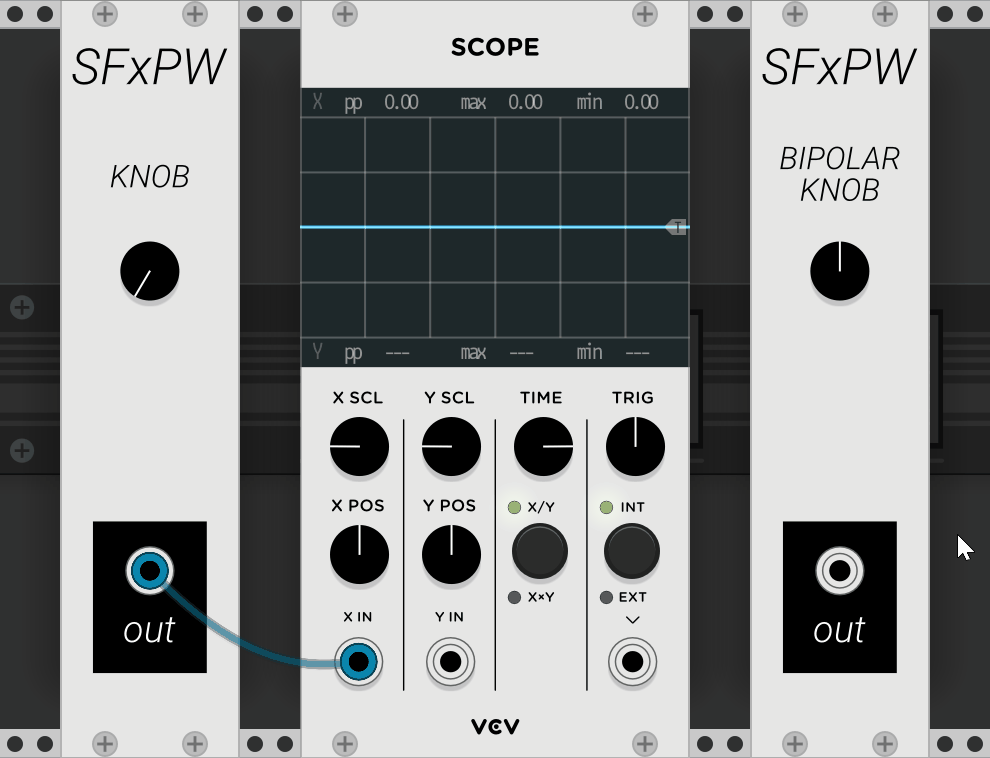 SFxPW
KNOB
out
SCOPE
X pp 0.00 max 0.00 min 0.00
T
Y pp --- max --- min ---
X SCL Y SCL TIME TRIG
X POS Y POS X/Y INT
X×Y EXT
X IN Y IN
VCV
SFxPW
BIPOLAR
KNOB
out